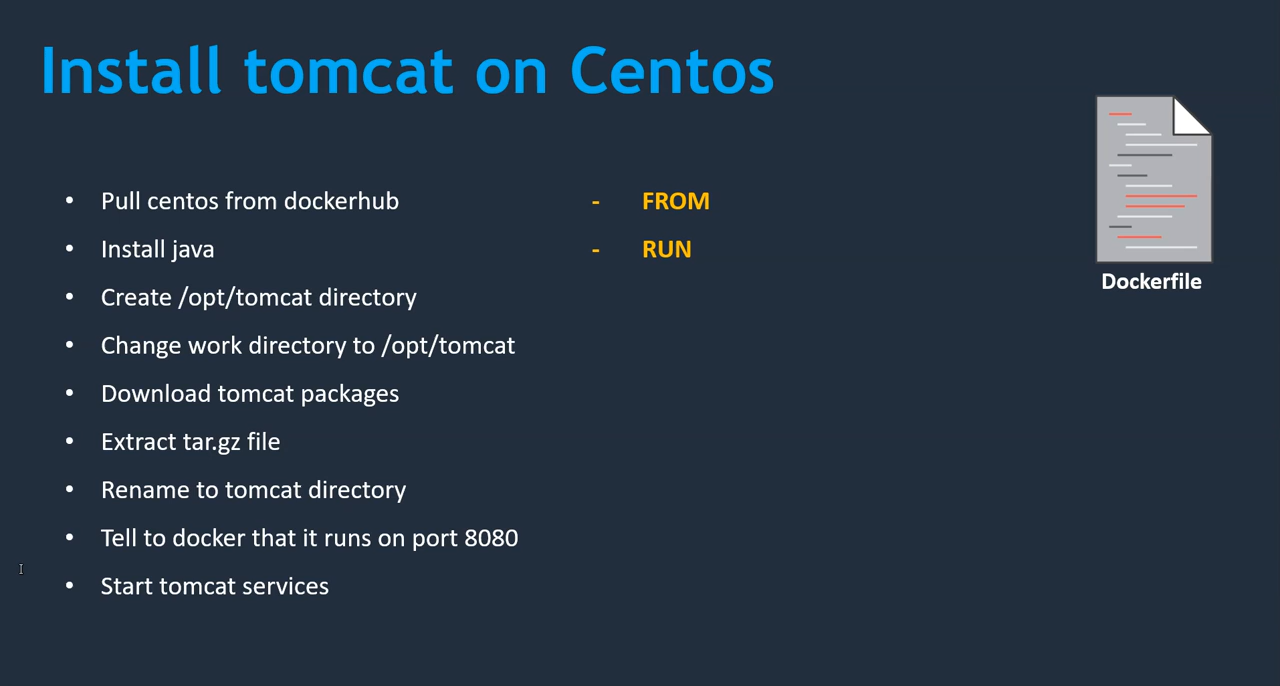 Install tomcat on Centos
• Pull centos from dockerhub - FROM
• Install java - RUN
• Create /opt/tomcat directory
• Change work directory to /opt/tomcat
• Download tomcat packages
• Extract tar.gz file
• Rename to tomcat directory
• Tell to docker that it runs on port 8080
• Start tomcat services
Dockerfile